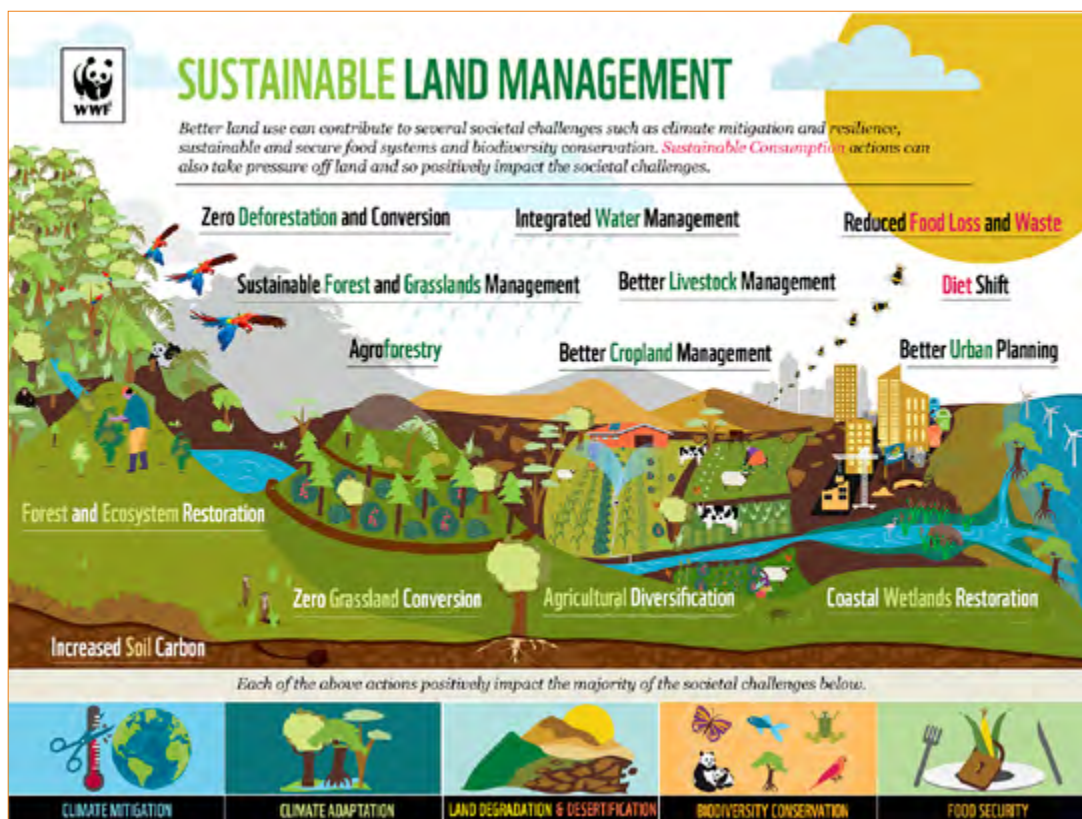 WWF
SUSTAINABLE LAND MANAGEMENT
Better land use can contribute to several societal challenges such as climate mitigation and resilience,
sustainable and secure food systems and biodiversity conservation. Sustainable Consumption actions can
also take pressure off land and so positively impact the societal challenges.
Zero Deforestation and Conversion
Integrated Water Management
Reduced Food Loss and Waste
Sustainable Forest and Grasslands Management
Better Livestock Management
Diet Shift
Agroforestry
Better Cropland Management
Better Urban Planning
Forest and Ecosystem Restoration
Zero Grassland Conversion
Agricultural Diversification
Coastal Wetlands Restoration
Increased Soil Carbon
Each of the above actions positively impact the majority of the societal challenges below.
CLIMATE MITIGATION
CLIMATE ADAPTATION
LAND DEGRADATION & DESERTIFICATION
BIODIVERSITY CONSERVATION
FOOD SECURITY